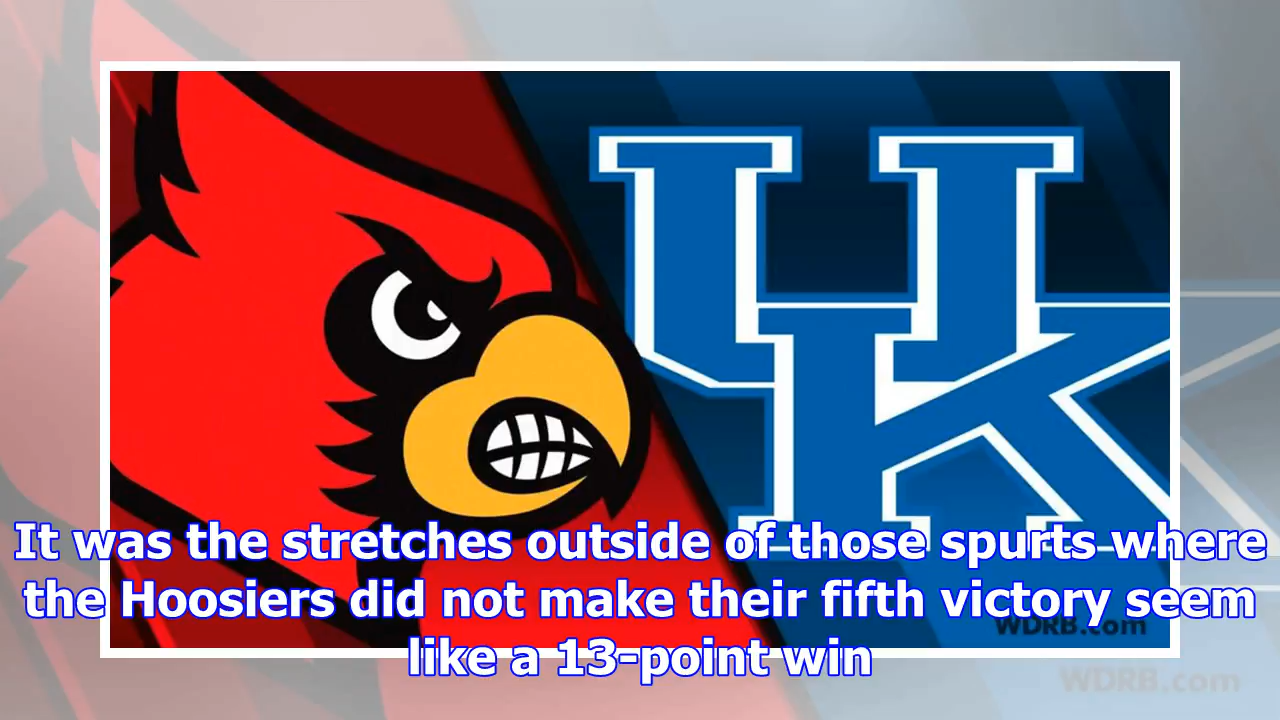 UK
It was the stretches outside of those spurts where
the Hoosiers did not make their fifth victory seem
WDRB.com
like a 13-point win
WDRB.com